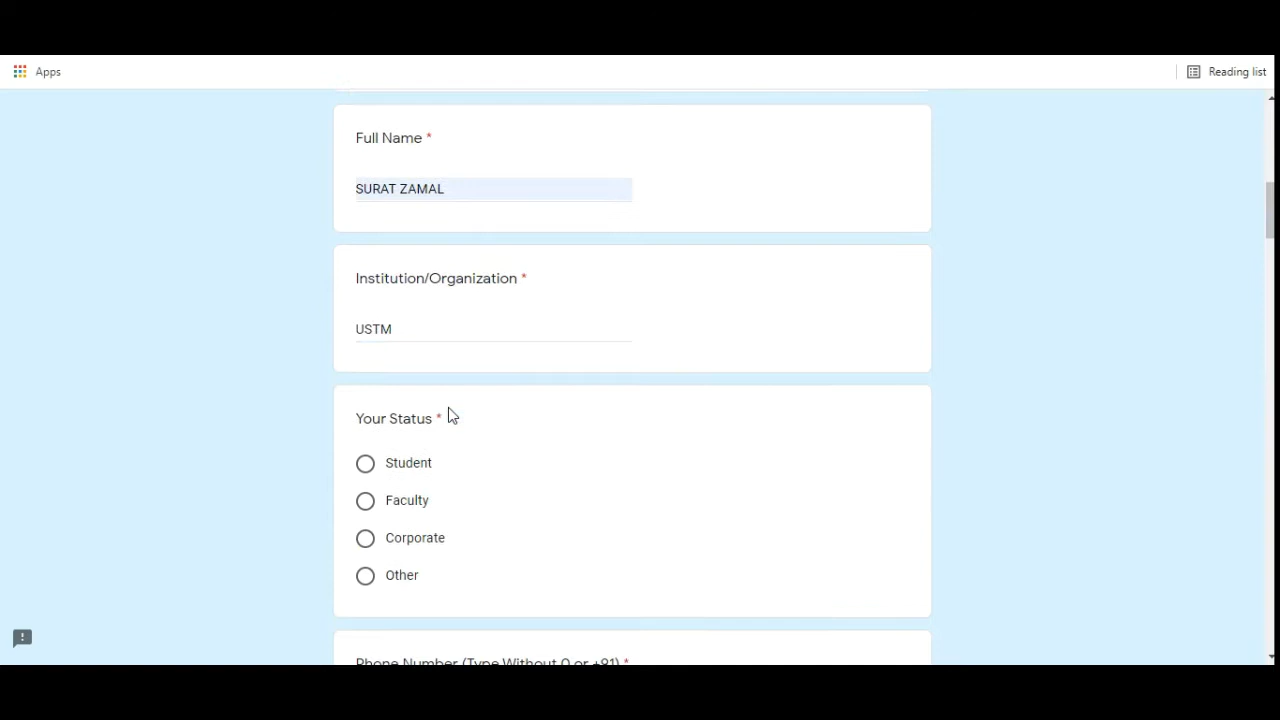 Apps
Reading list
Full Name *
SURAT ZAMAL
Institution/Organization *
USTM
Your Status *
Student
Faculty
Corporate
Other
Phone Number (Type Without 0 or +91) *